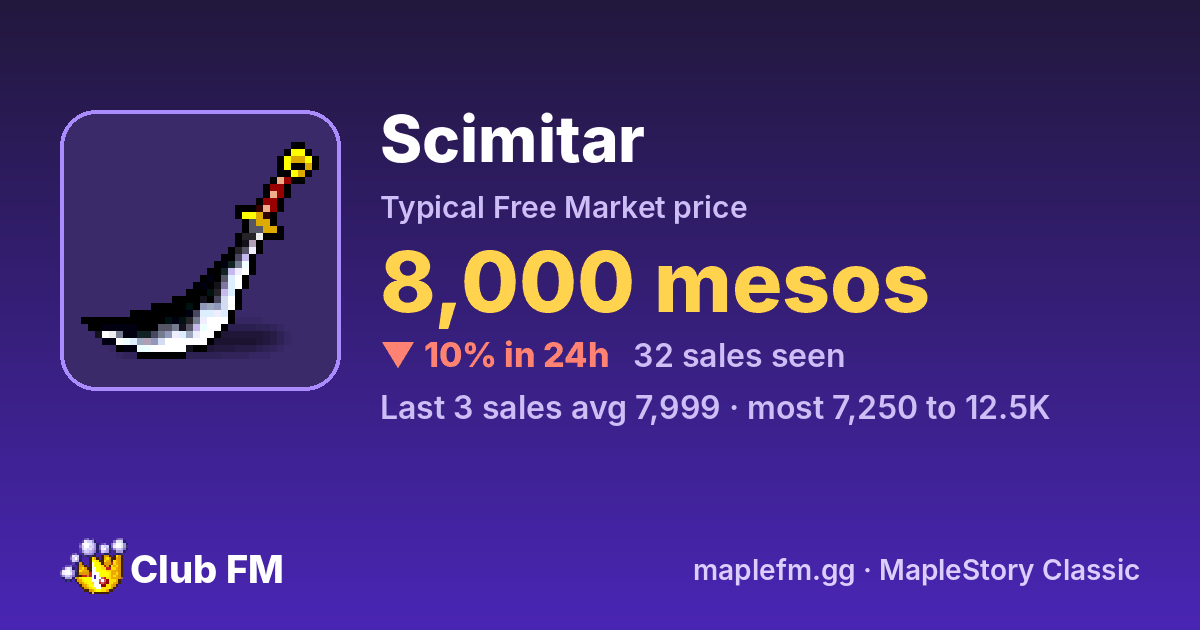 Scimitar
Typical Free Market price
8,000 mesos
▼ 10% in 24h 32 sales seen
Last 3 sales avg 7,999 · most 7,250 to 12.5K
Club FM
maplefm.gg · MapleStory Classic